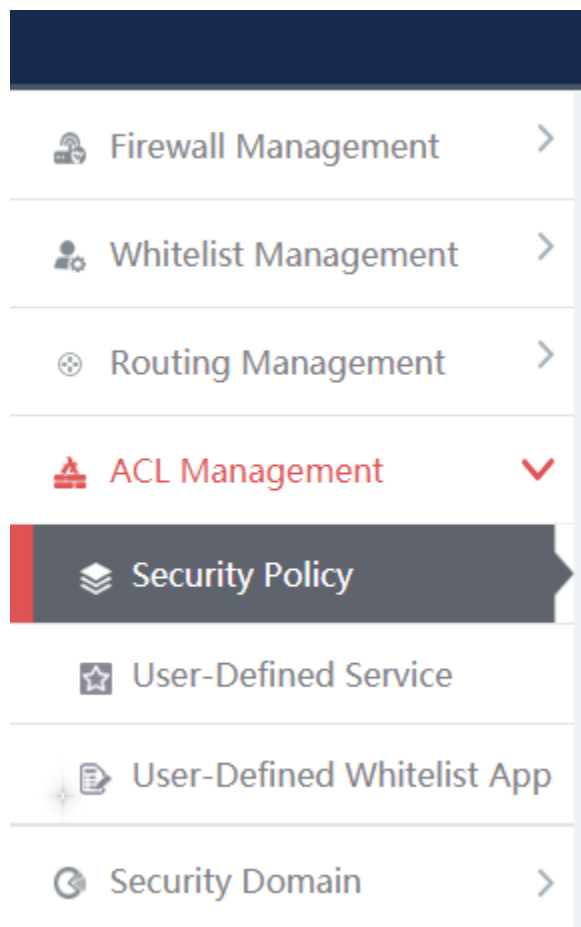 Firewall Management
Whitelist Management
Routing Management
ACL Management
Security Policy
User-Defined Service
User-Defined Whitelist App
Security Domain